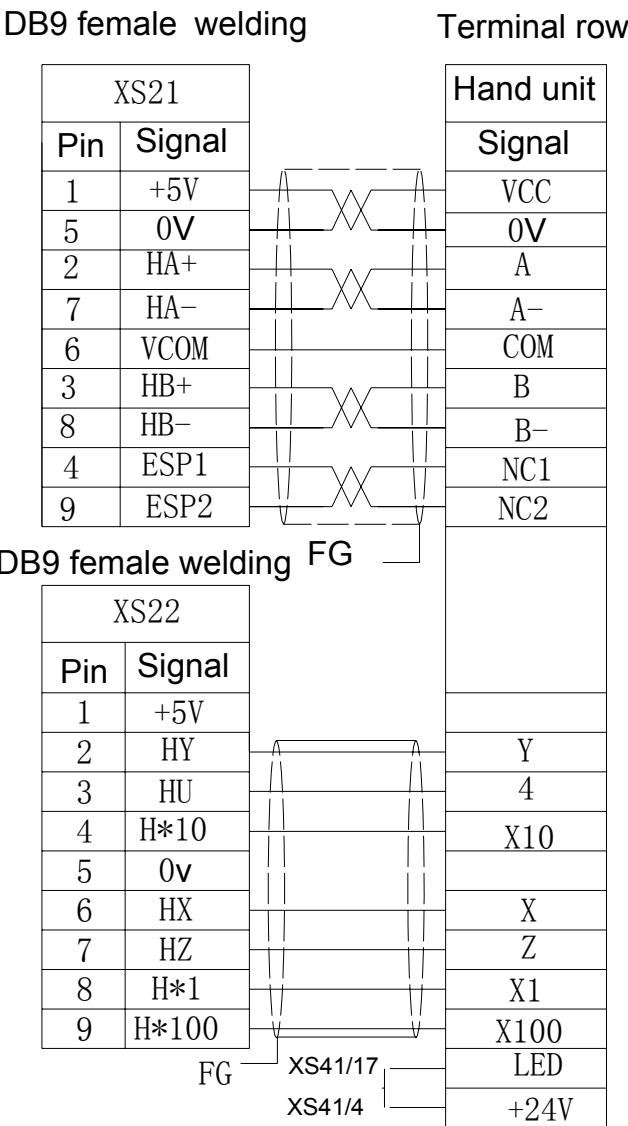 DB9 female welding Terminal row
XS21 Hand unit
Pin Signal Signal
1 +5V VCC
5 0V 0V
2 HA+ A
7 HA− A−
6 VCOM COM
3 HB+ B
8 HB− B−
4 ESP1 NC1
9 ESP2 NC2
DB9 female welding FG
XS22
Pin Signal
1 +5V
2 HY Y
3 HU 4
4 H*10 X10
5 0v
6 HX X
7 HZ Z
8 H*1 X1
9 H*100 X100
FG XS41/17 LED
XS41/4 +24V